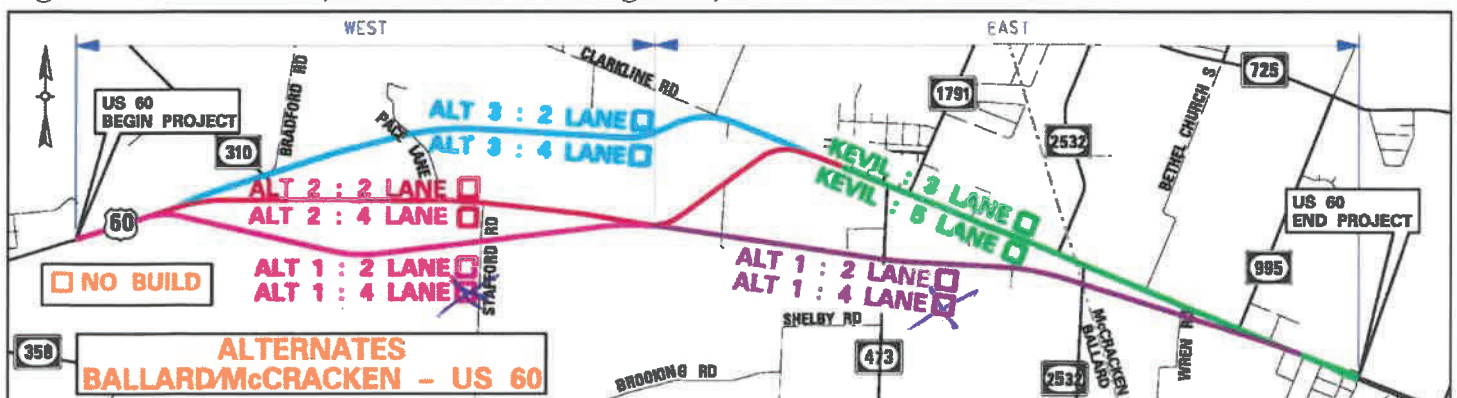 WEST
EAST
US 60
BEGIN PROJECT
310
BRADFORD RD
PACE LANE
ALT 3 : 2 LANE
ALT 3 : 4 LANE
CLARKLINE RD
1791
2532
BETHEL CHURCH S
725
60
ALT 2 : 2 LANE
ALT 2 : 4 LANE
KEVIL : 3 LANE
KEVIL : 5 LANE
US 60
END PROJECT
NO BUILD
ALT 1 : 2 LANE
ALT 1 : 4 LANE
STAFFORD RD
ALT 1 : 2 LANE
ALT 1 : 4 LANE
995
358
ALTERNATES
BALLARD/McCRACKEN - US 60
SHELBY RD
BROOKING RD
473
2532
McCRACKEN
BALLARD
WREN RD